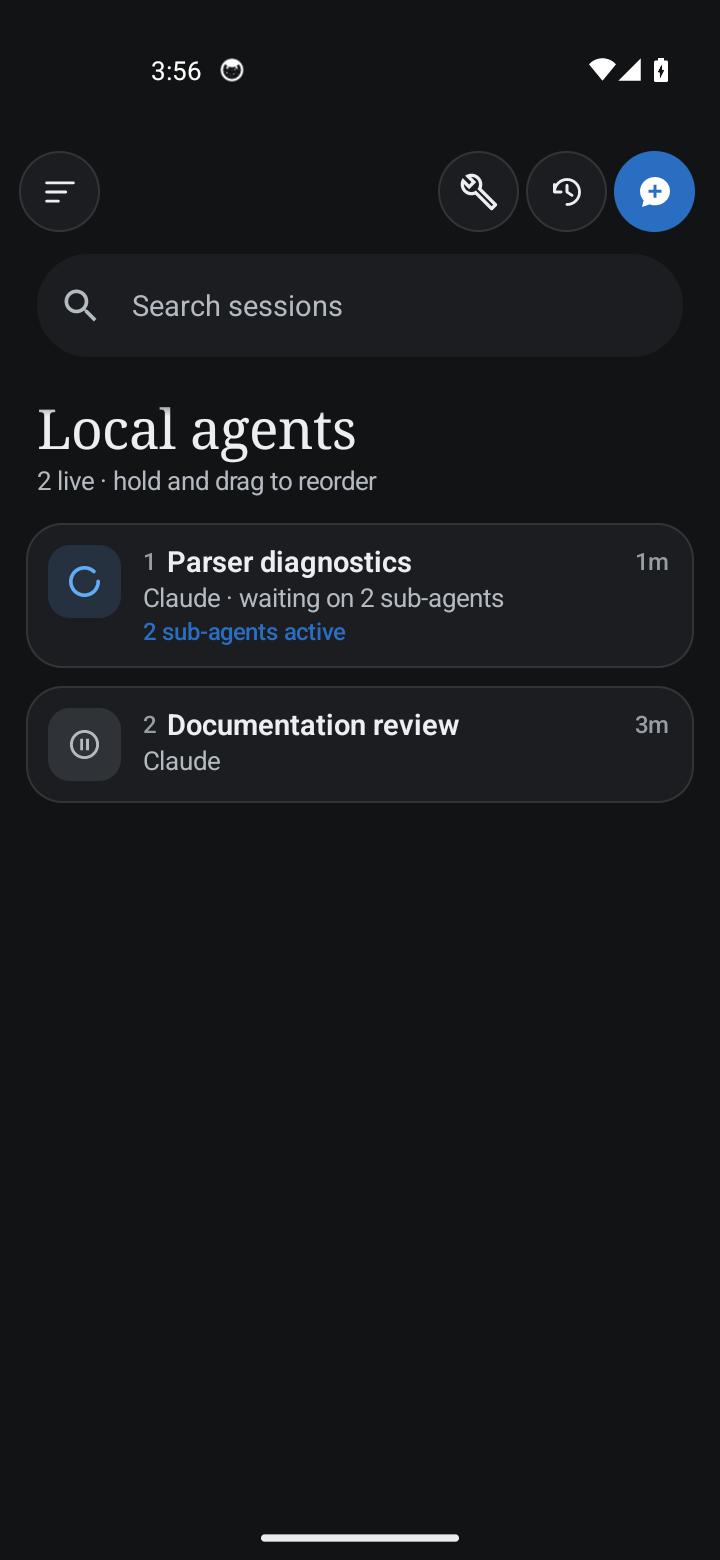 3:56
Search sessions
Local agents
2 live · hold and drag to reorder
1 Parser diagnostics 1m
Claude · waiting on 2 sub-agents
2 sub-agents active
2 Documentation review 3m
Claude